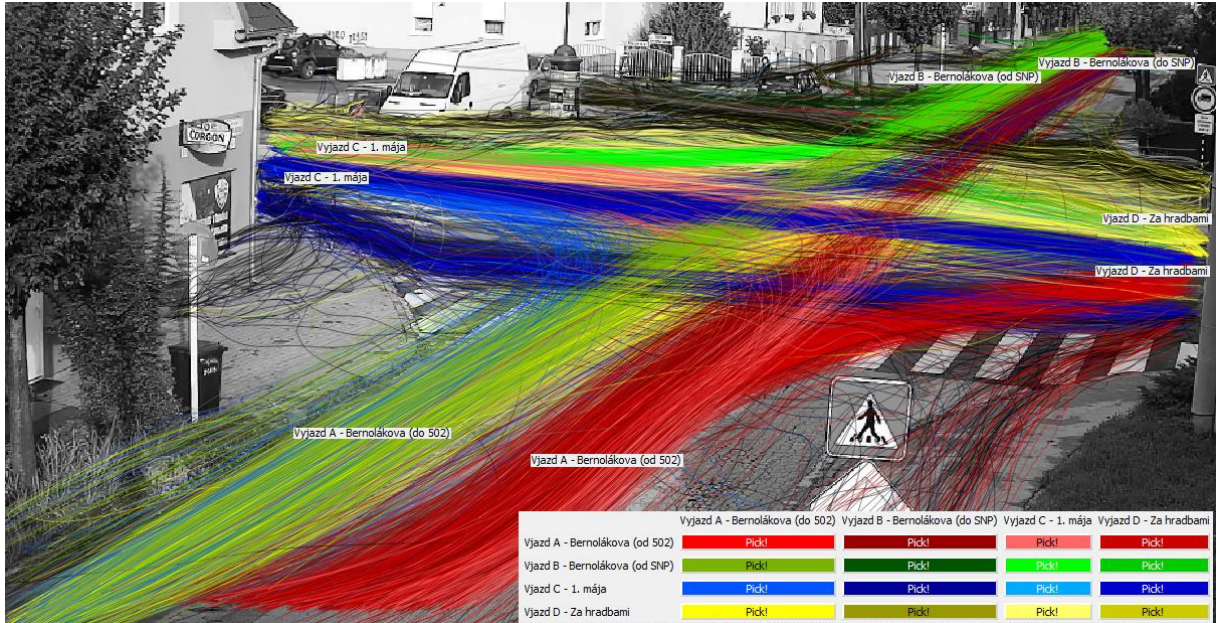 Vyjazd B - Bernolákova (do SNP)
Vjazd B - Bernolákova (od SNP)
CORGOŇ
Vyjazd C - 1. mája
Vjazd C - 1. mája
Vjazd D - Za hradbami
Vyjazd D - Za hradbami
Vyjazd A - Bernolákova (do 502)
Vjazd A - Bernolákova (od 502)
Vyjazd A - Bernolákova (do 502) Vyjazd B - Bernolákova (do SNP) Vyjazd C - 1. mája Vyjazd D - Za hradbami
Vjazd A - Bernolákova (od 502) Pick! Pick! Pick! Pick!
Vjazd B - Bernolákova (od SNP) Pick! Pick! Pick! Pick!
Vjazd C - 1. mája Pick! Pick! Pick! Pick!
Vjazd D - Za hradbami Pick! Pick! Pick! Pick!